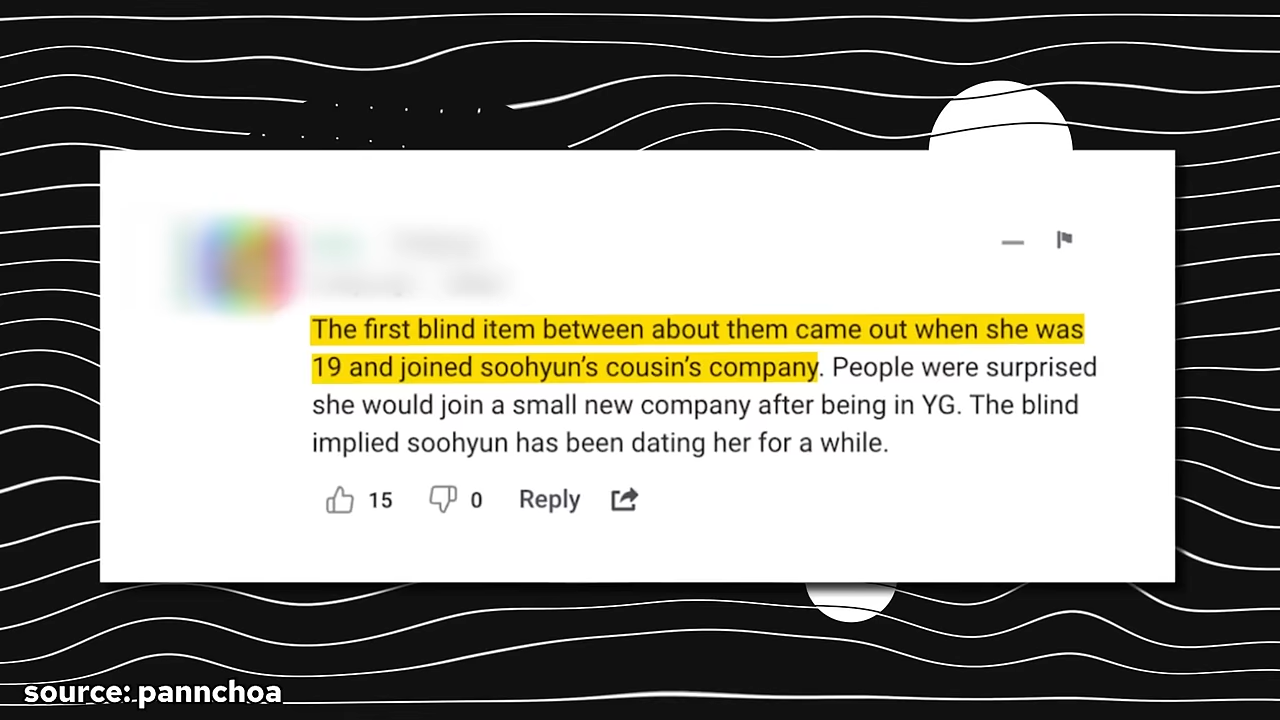 The first blind item between about them came out when she was
19 and joined soohyun’s cousin’s company. People were surprised
she would join a small new company after being in YG. The blind
implied soohyun has been dating her for a while.
15 0 Reply
source: pannchoa